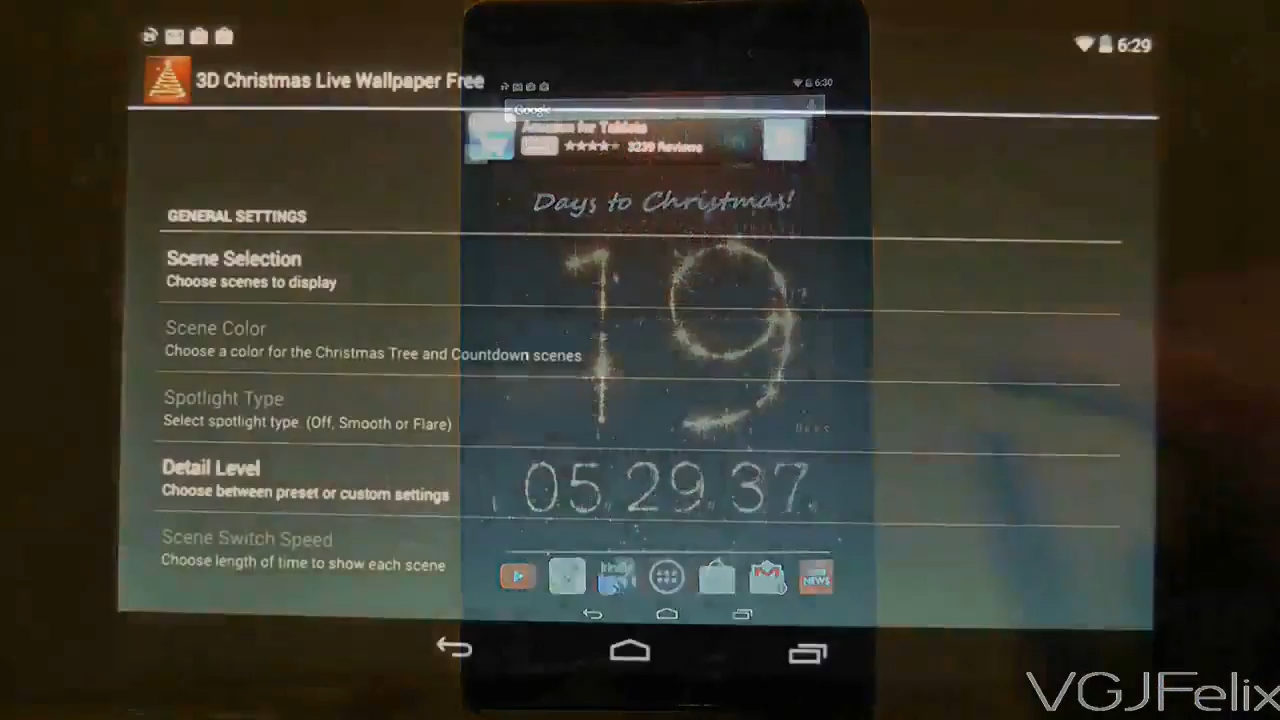 6:29
3D Christmas Live Wallpaper Free
6:30
Google
Amazon for Tablets
3239 Reviews
Days to Christmas!
GENERAL SETTINGS
Scene Selection
Choose scenes to display
19
Scene Color
Choose a color for the Christmas Tree and Countdown scenes
Spotlight Type
Select spotlight type (Off, Smooth or Flare)
Days
Detail Level
Choose between preset or custom settings
05 29 37
Scene Switch Speed
Choose length of time to show each scene
kindle
NEWS
VGJFelix